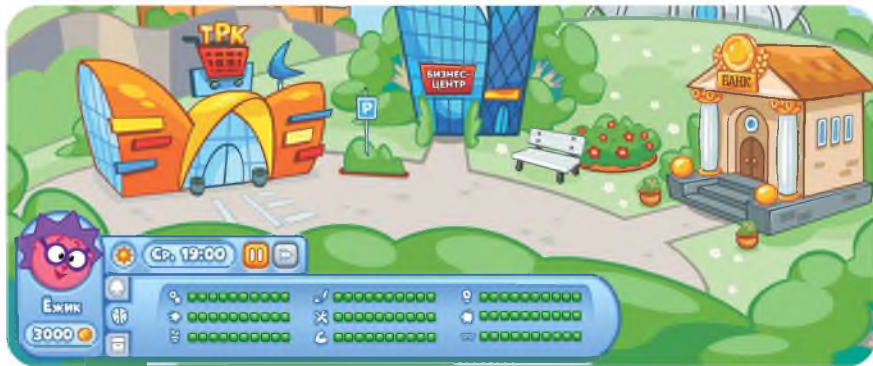 ТРК
БИЗНЕС-
ЦЕНТР
P
БАНК
Ср. 19:00
Ежик
3000